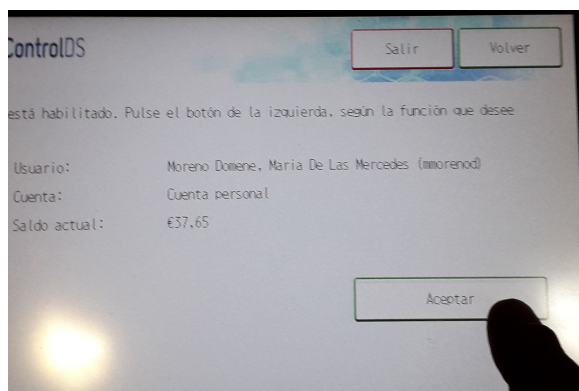 ControlDS
Salir
Volver
está habilitado. Pulse el botón de la izquierda, según la función que desee
Usuario: Moreno Domene, Maria De Las Mercedes (mmorenod)
Cuenta: Cuenta personal
Saldo actual: €37,65
Aceptar